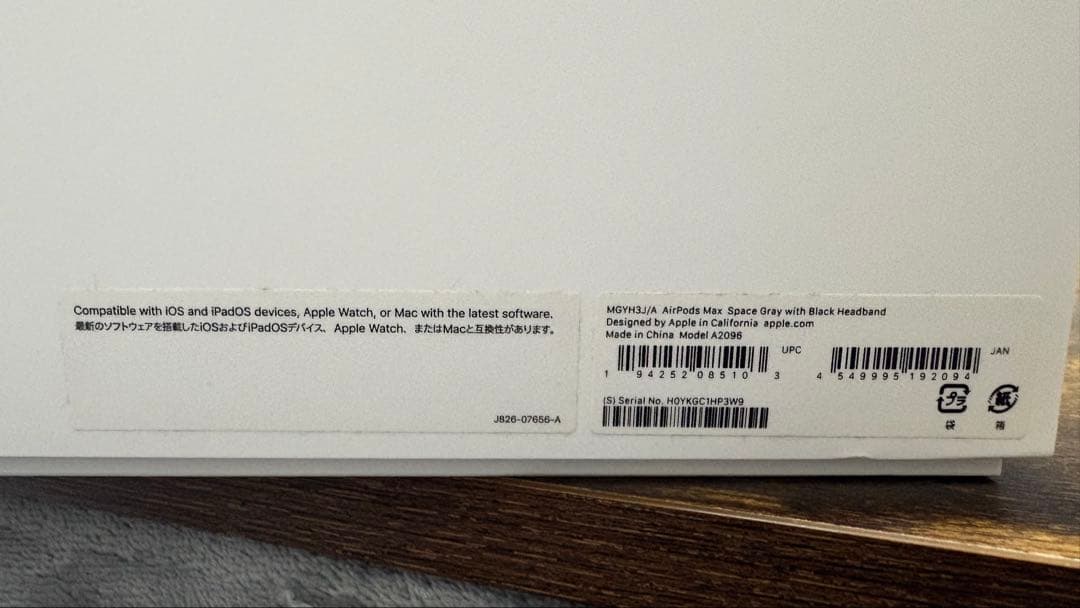 Compatible with iOS and iPadOS devices, Apple Watch, or Mac with the latest software.
最新のソフトウェアを搭載したiOSおよびiPadOSデバイス、Apple Watch、またはMacと互換性があります。
J826-07656-A
MGYH3J/A AirPods Max Space Gray with Black Headband
Designed by Apple in California apple.com
Made in China Model A2096
UPC
1 94252 08510 3
JAN
4 549995 192094
(S) Serial No. H0YKGC1HP3W9
プラ
袋
紙
箱